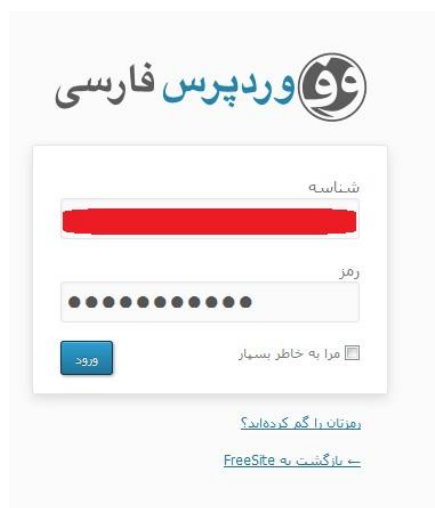 وردپرس فارسی
شناسه
رمز
●●●●●●●●●●●
مرا به خاطر بسپار
ورود
رمزتان را گم کرده‌اید؟
← بازگشت به FreeSite